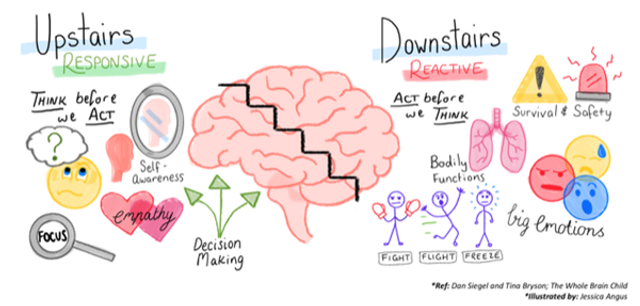 Upstairs
RESPONSIVE
THINK before
we ACT
?
Self-
Awareness
empathy
FOCUS
Decision
Making
Downstairs
REACTIVE
ACT before
we THINK
!
Survival & Safety
Bodily
Functions
big emotions
FIGHT
FLIGHT
FREEZE
*Ref: Dan Siegel and Tina Bryson; The Whole Brain Child
*Illustrated by: Jessica Angus